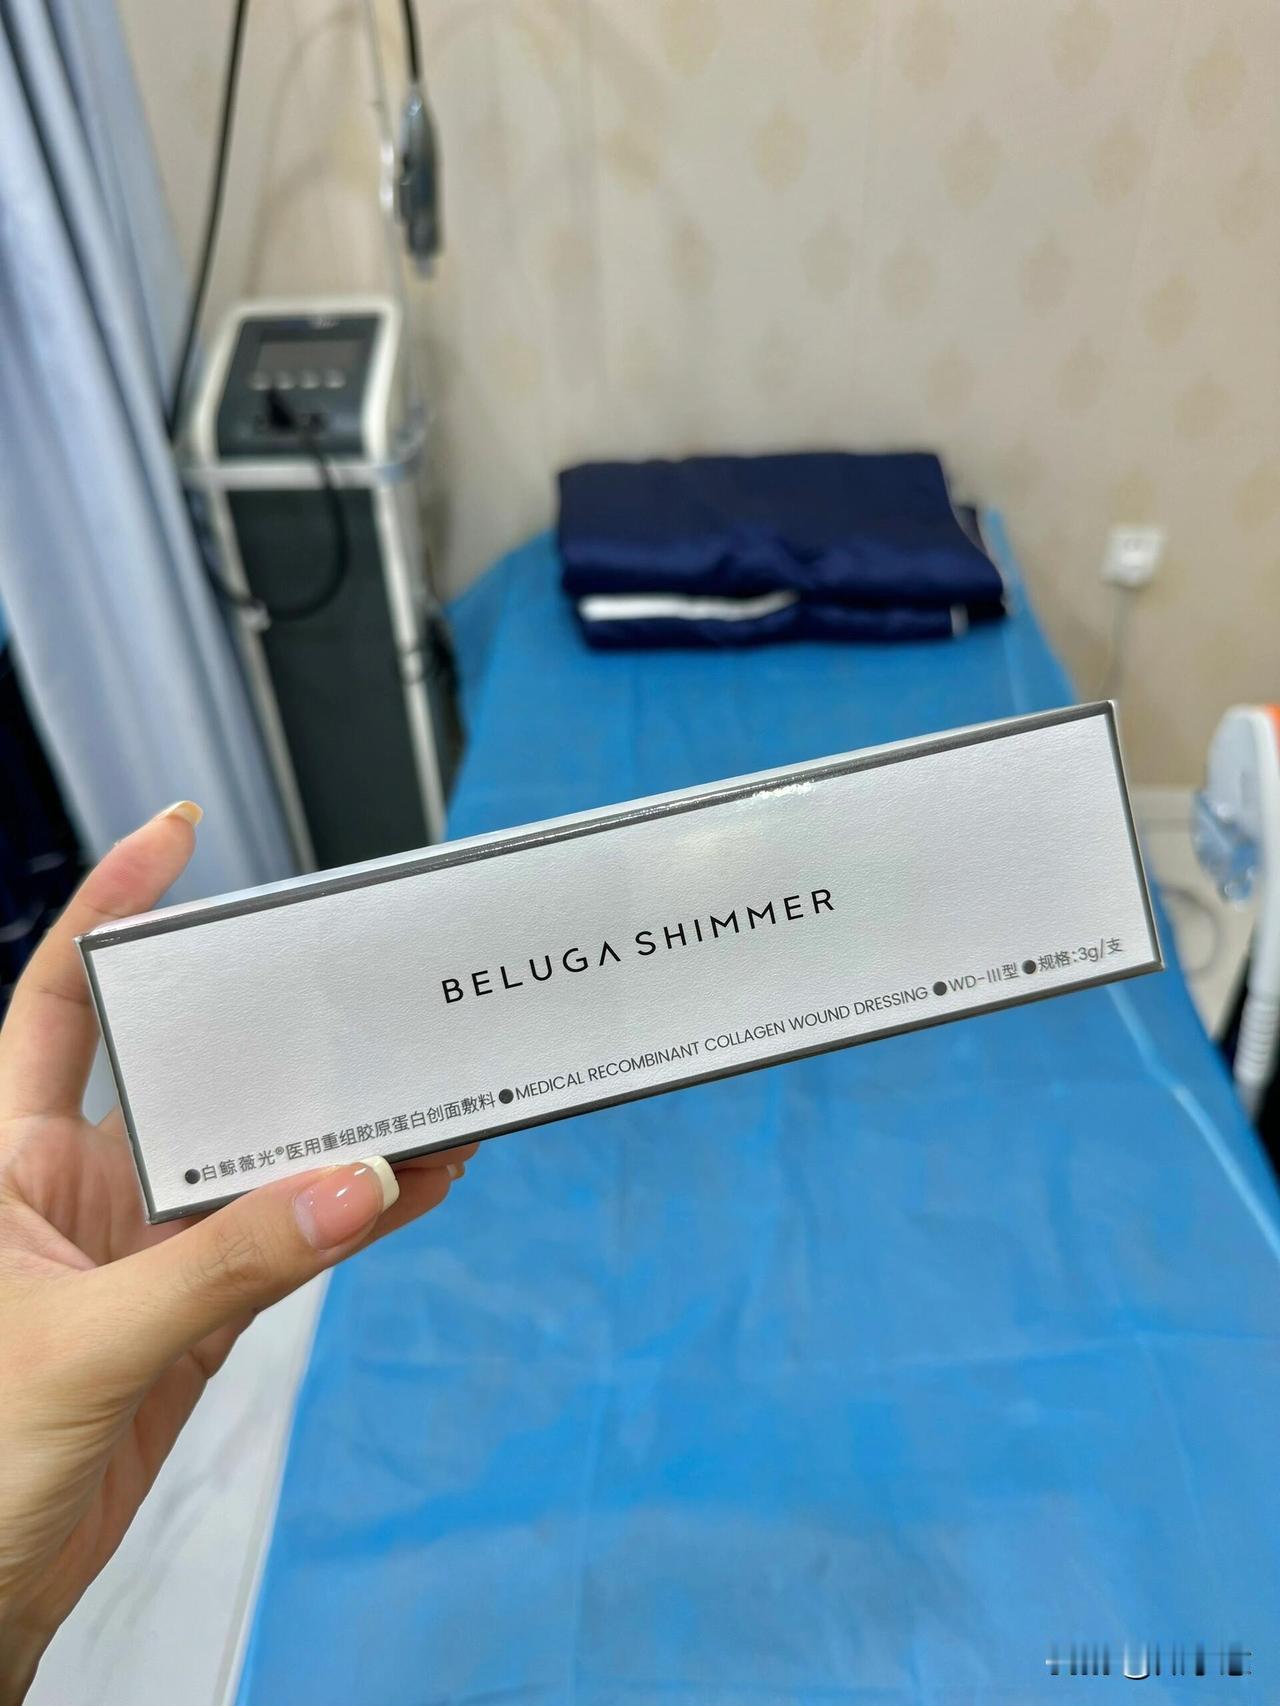 BELUGA SHIMMER
●白鲸薇光®医用重组胶原蛋白创面敷料●MEDICAL RECOMBINANT COLLAGEN WOUND DRESSING●WD-III型●规格:3g/支